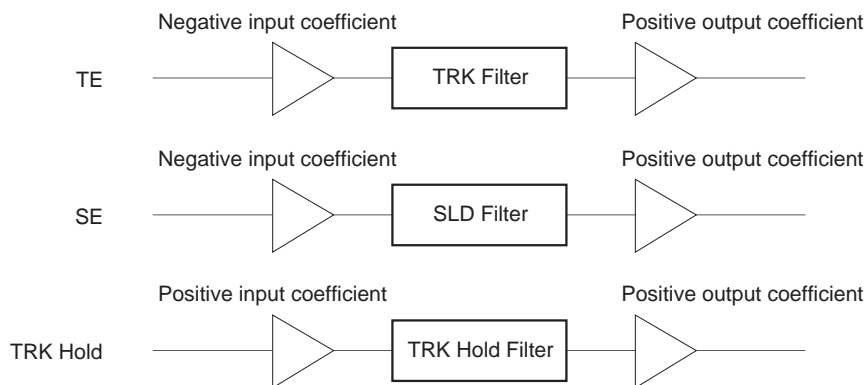 Negative input coefficient
Positive output coefficient
TE
TRK Filter
Negative input coefficient
Positive output coefficient
SE
SLD Filter
Positive input coefficient
Positive output coefficient
TRK Hold
TRK Hold Filter